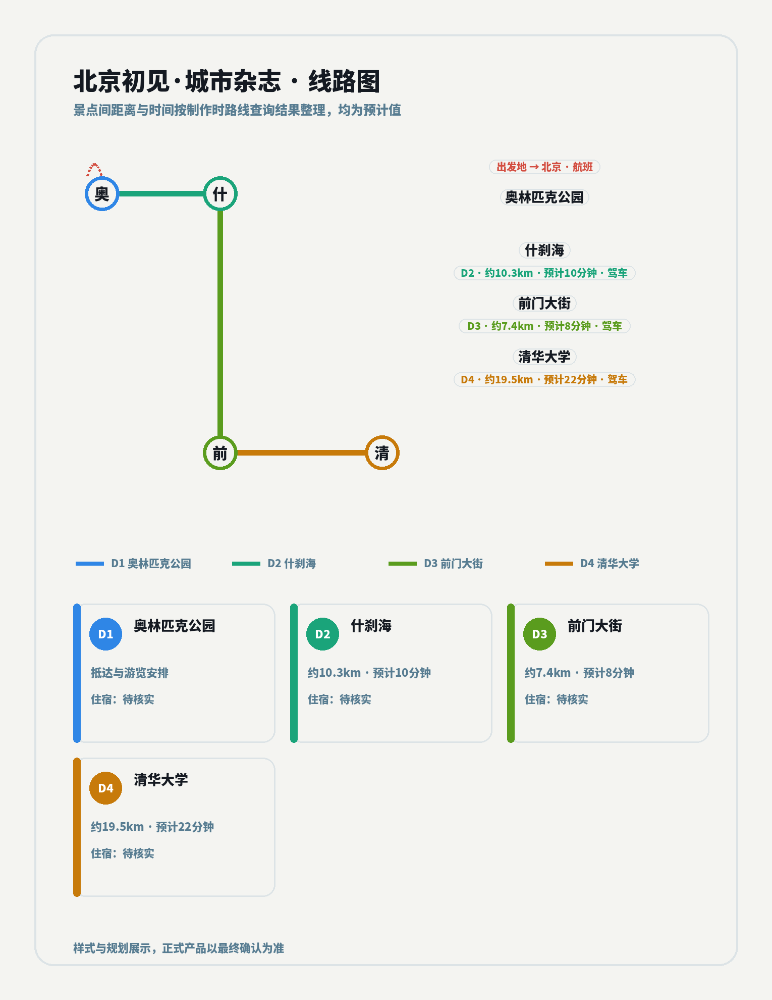 北京初见·城市杂志 · 线路图
景点间距离与时间按制作时路线查询结果整理，均为预计值
出发地 → 北京 · 航班
奥
什
奥林匹克公园
什刹海
D2 · 约10.3km · 预计10分钟 · 驾车
前门大街
D3 · 约7.4km · 预计8分钟 · 驾车
清华大学
D4 · 约19.5km · 预计22分钟 · 驾车
前
清
D1 奥林匹克公园
D2 什刹海
D3 前门大街
D4 清华大学
D1
奥林匹克公园
抵达与游览安排
住宿：待核实
D2
什刹海
约10.3km · 预计10分钟
住宿：待核实
D3
前门大街
约7.4km · 预计8分钟
住宿：待核实
D4
清华大学
约19.5km · 预计22分钟
住宿：待核实
样式与规划展示，正式产品以最终确认为准